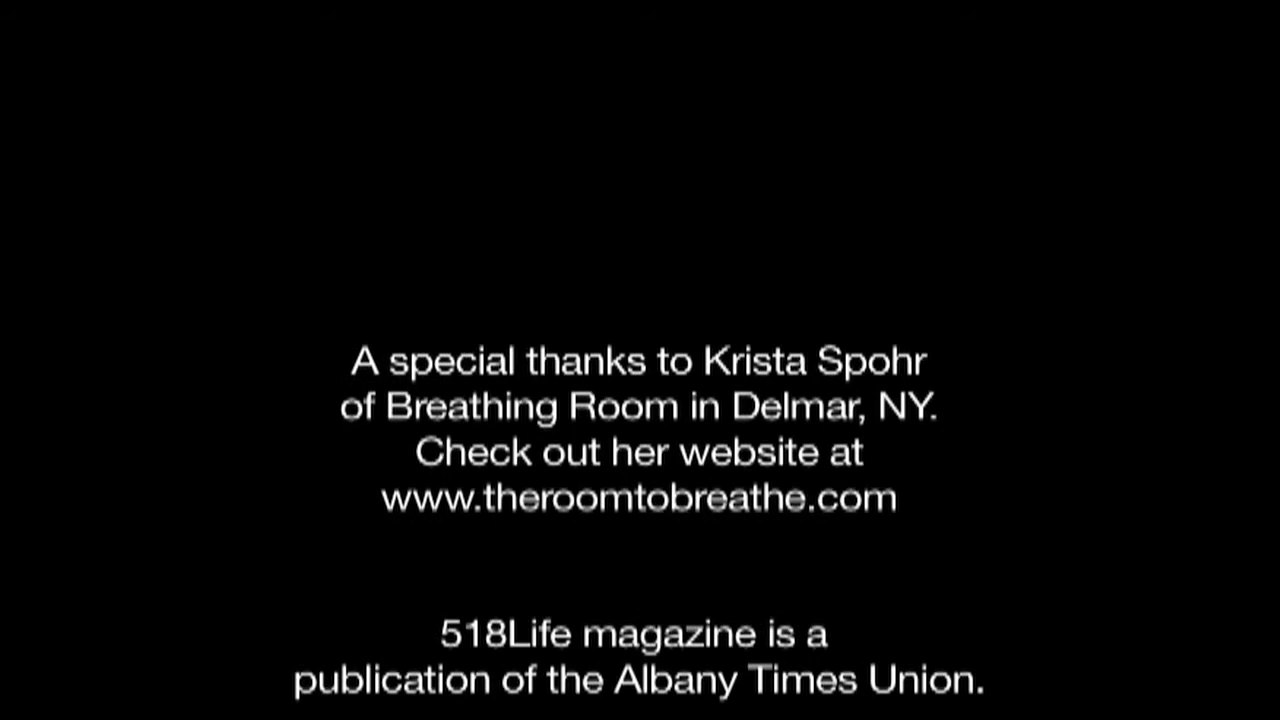 A special thanks to Krista Spohr
of Breathing Room in Delmar, NY.
Check out her website at
www.theroomtobreathe.com
518Life magazine is a
publication of the Albany Times Union.